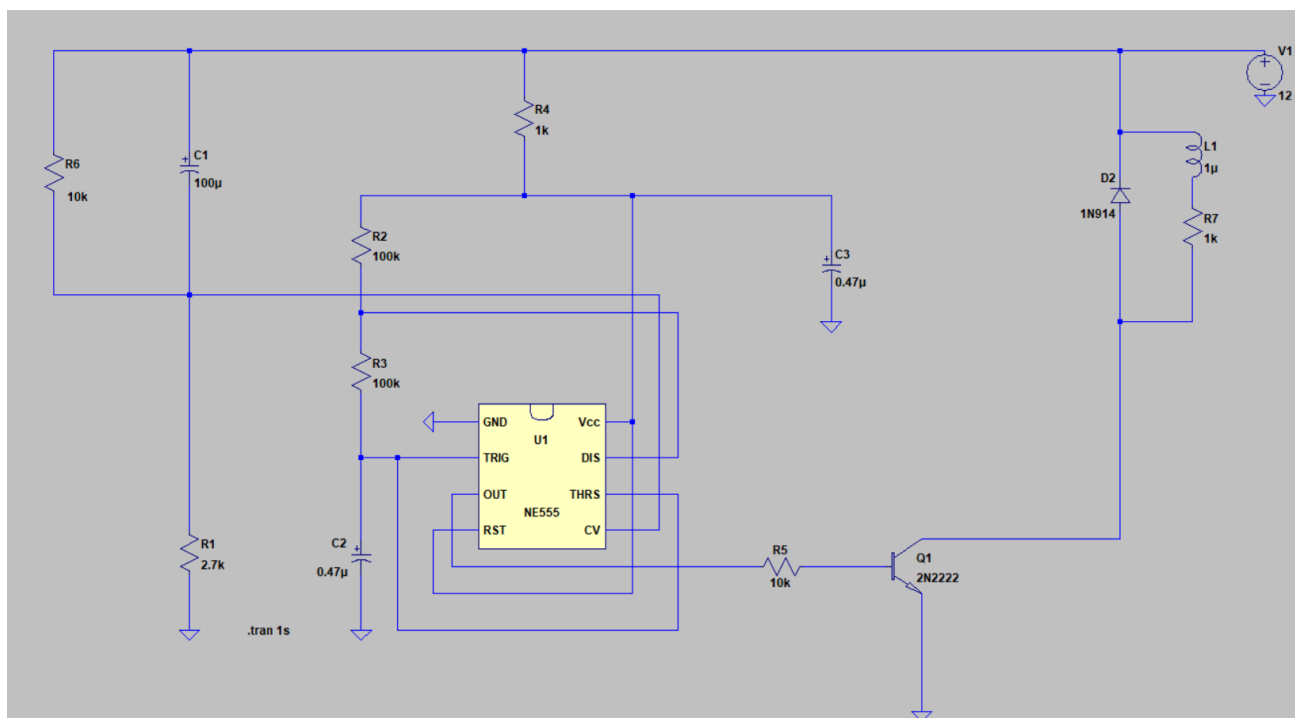 V1
12
R4
1k
C1
100µ
R6
10k
L1
1µ
D2
1N914
R7
1k
R2
100k
C3
0.47µ
R3
100k
GND
Vcc
U1
TRIG
DIS
OUT
THRS
NE555
RST
CV
R1
2.7k
C2
0.47µ
R5
10k
Q1
2N2222
.tran 1s